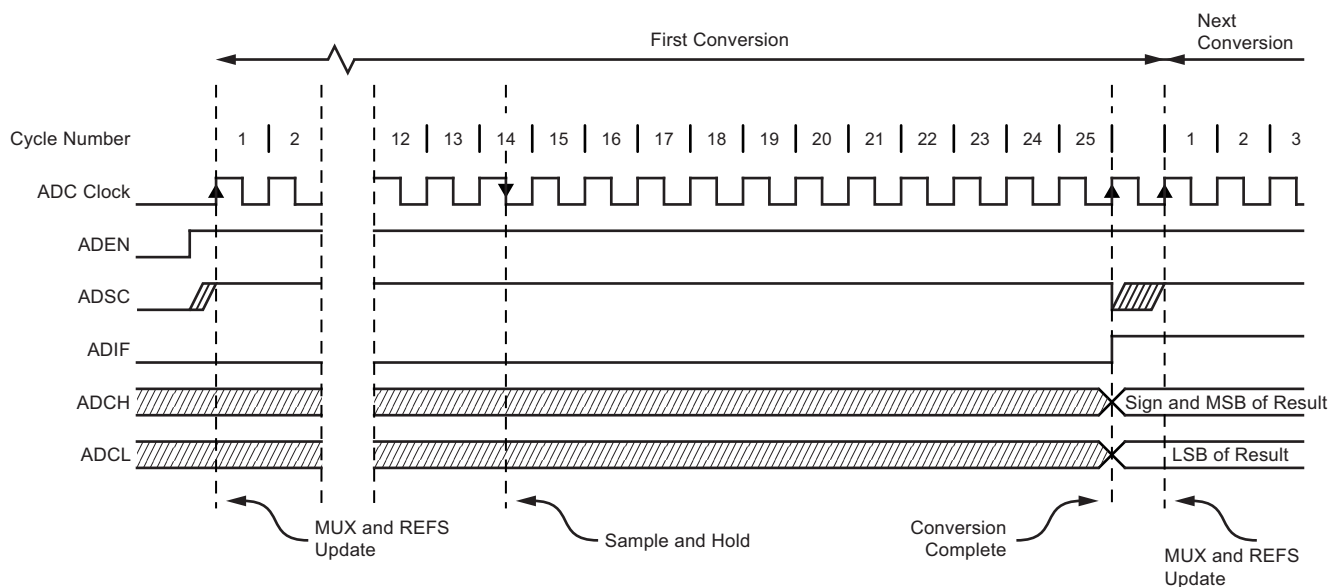 First Conversion
Next
Conversion
Cycle Number
1 2 12 13 14 15 16 17 18 19 20 21 22 23 24 25 1 2 3
ADC Clock
ADEN
ADSC
ADIF
ADCH
Sign and MSB of Result
ADCL
LSB of Result
MUX and REFS
Update
Sample and Hold
Conversion
Complete
MUX and REFS
Update